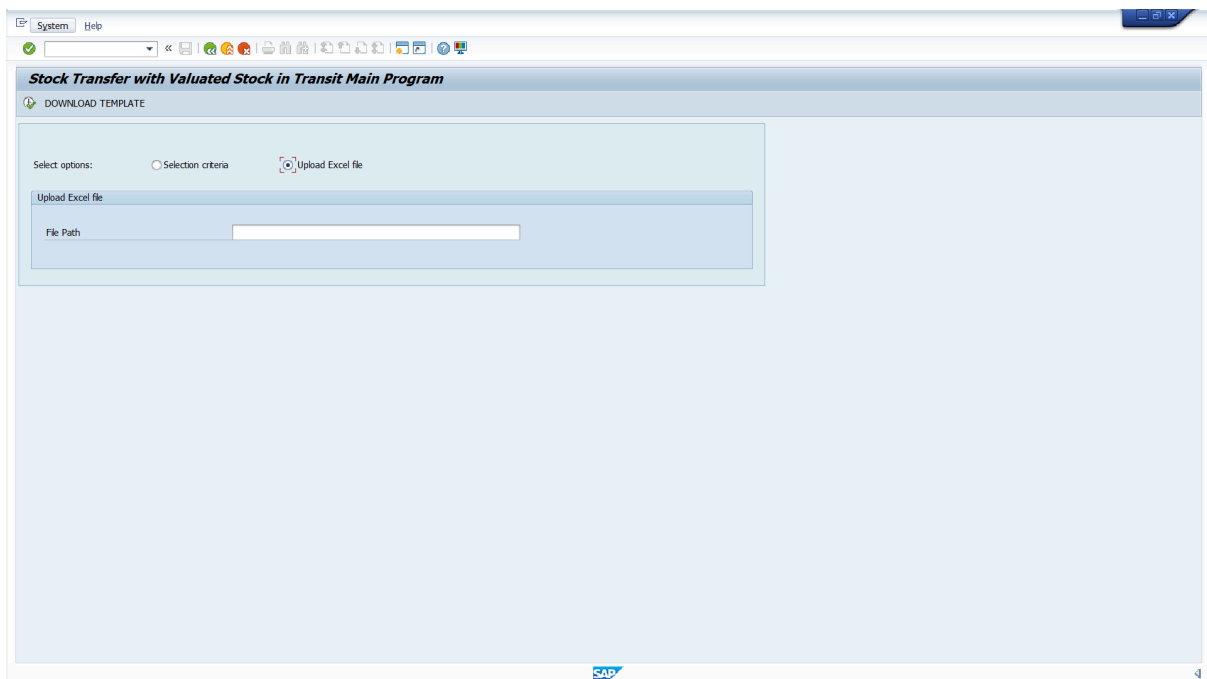 System Help
Stock Transfer with Valuated Stock in Transit Main Program
DOWNLOAD TEMPLATE
Select options: Selection criteria Upload Excel file
Upload Excel file
File Path
SAP